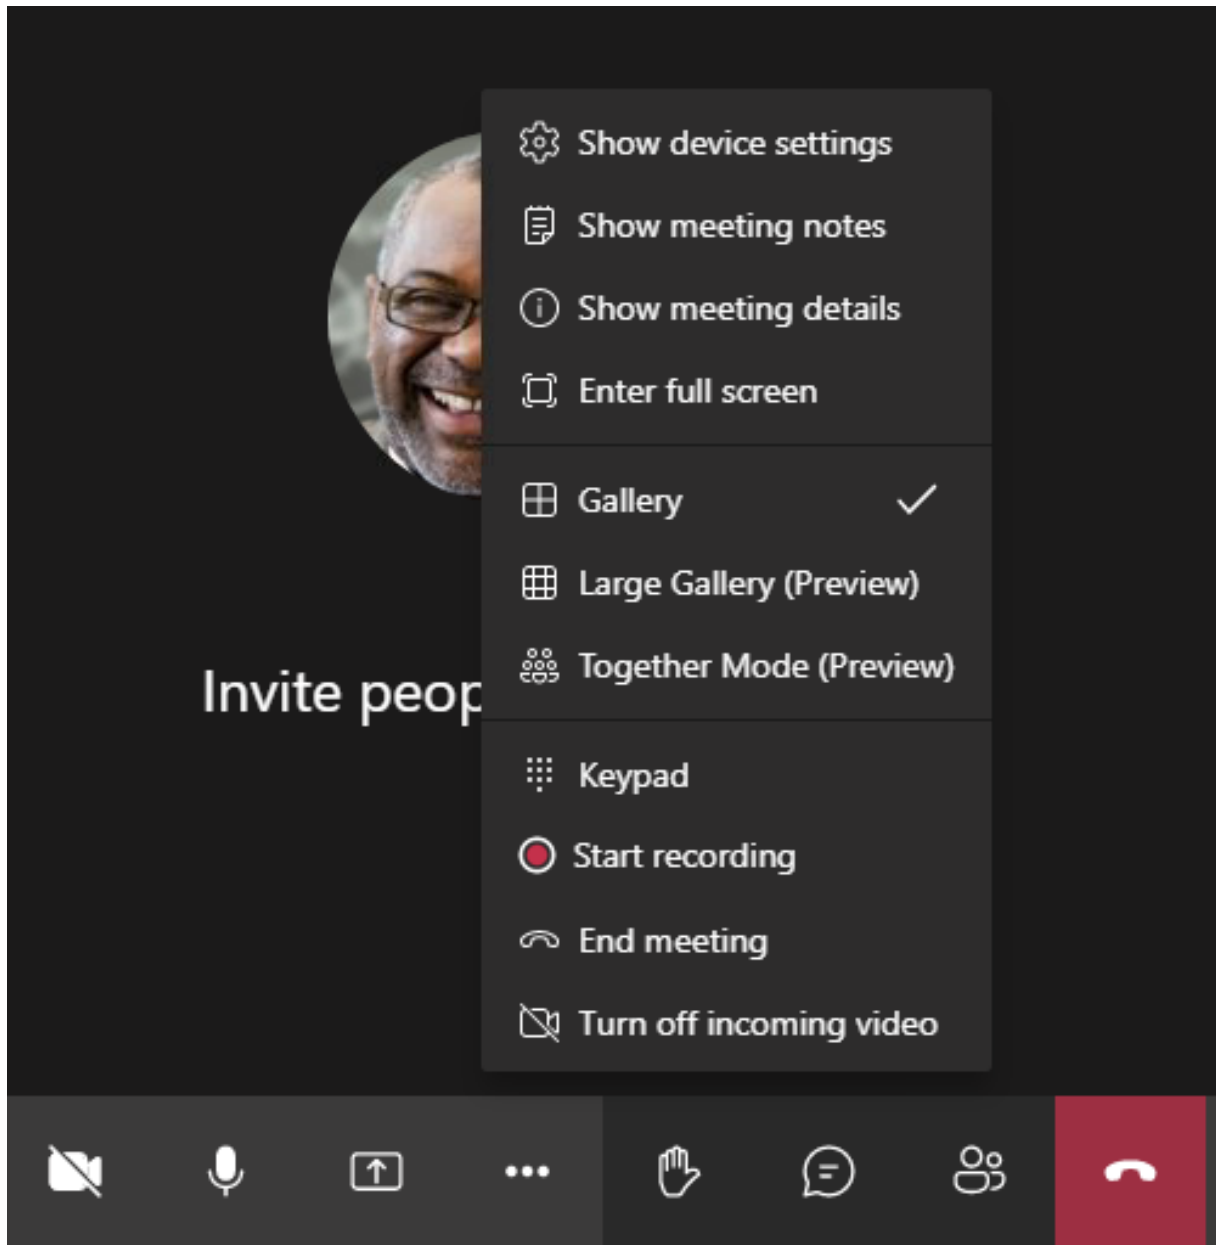 Show device settings
Show meeting notes
Show meeting details
Enter full screen
Gallery
Large Gallery (Preview)
Together Mode (Preview)
Invite
Keypad
Start recording
End meeting
Turn off incoming video